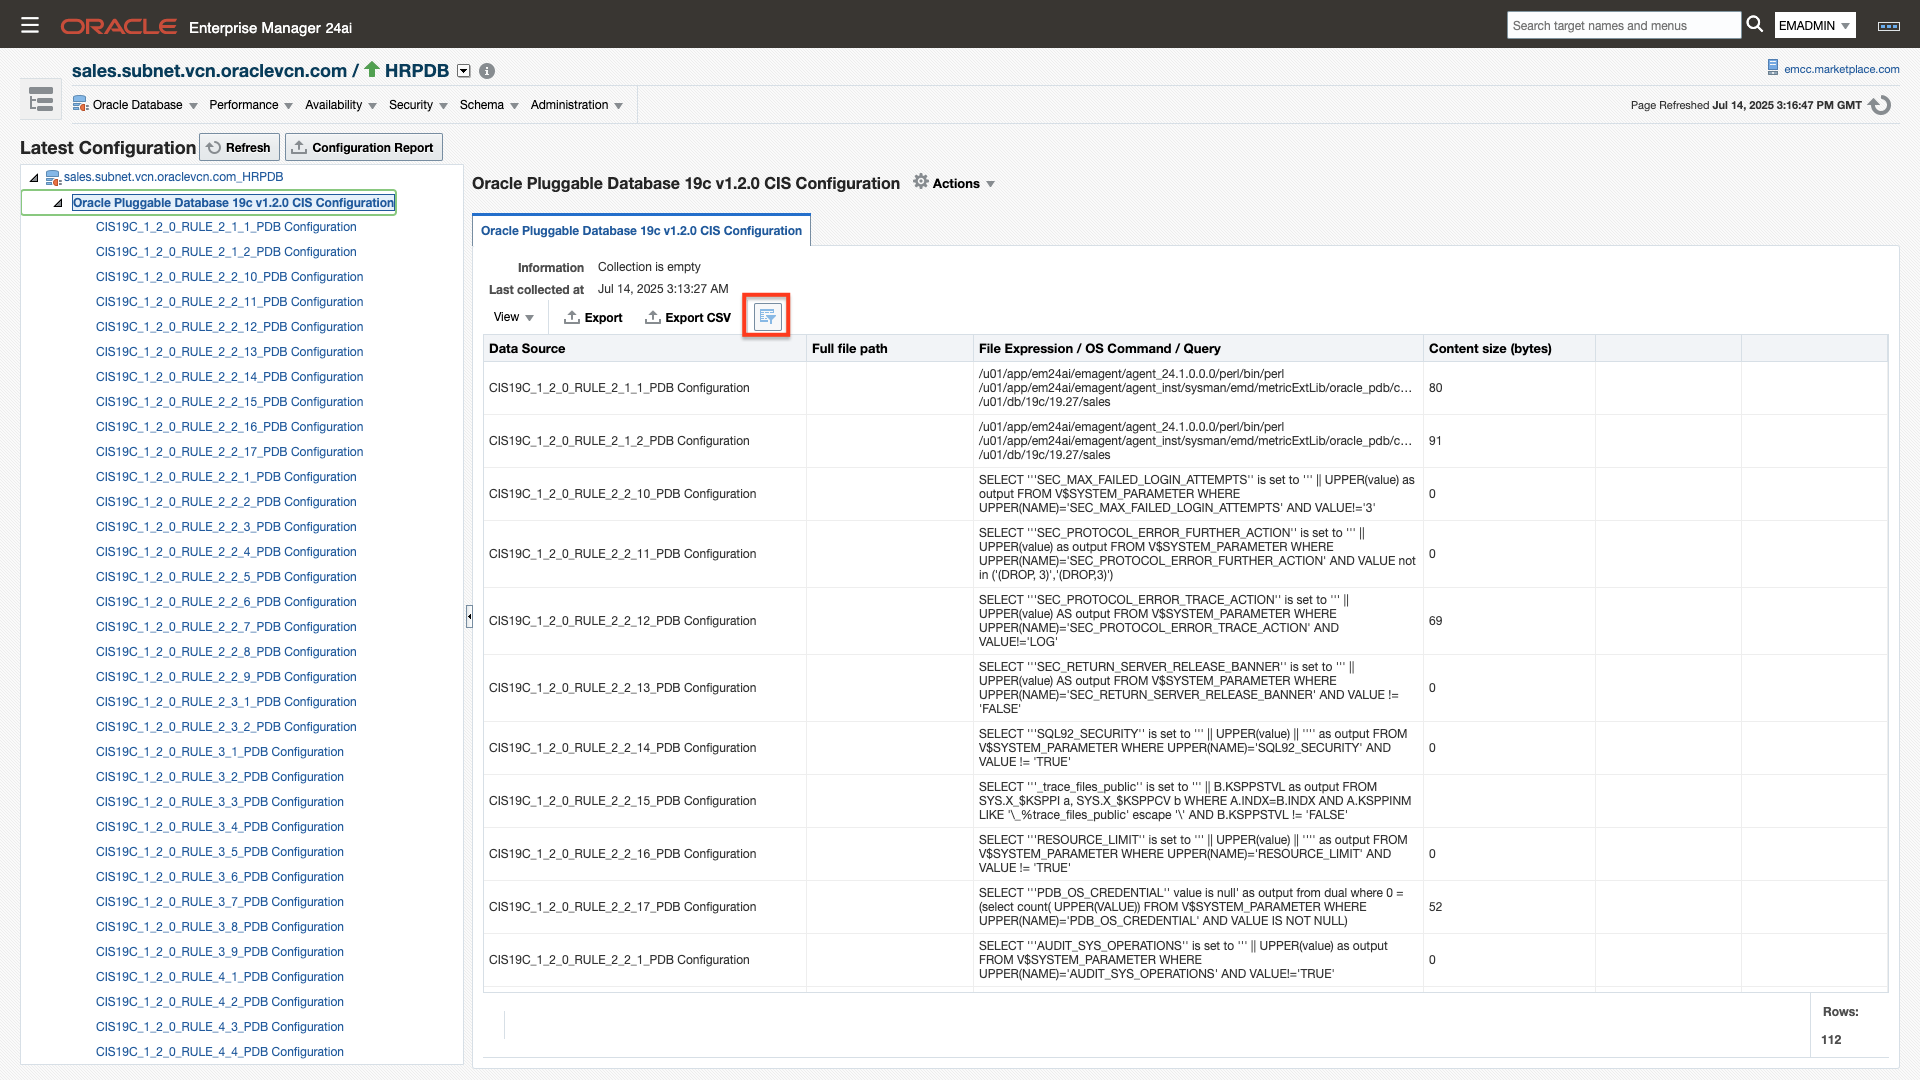 ORACLE Enterprise Manager 24ai
Search target names and menus
EMADMIN
sales.subnet.vcn.oraclevcn.com / HRPDB
emcc.marketplace.com
Oracle Database Performance Availability Security Schema Administration
Page Refreshed Jul 14, 2025 3:16:47 PM GMT
Latest Configuration
Refresh
Configuration Report
sales.subnet.vcn.oraclevcn.com_HRPDB
Oracle Pluggable Database 19c v1.2.0 CIS Configuration
CIS19C_1_2_0_RULE_2_1_1_PDB Configuration
CIS19C_1_2_0_RULE_2_1_2_PDB Configuration
CIS19C_1_2_0_RULE_2_2_10_PDB Configuration
CIS19C_1_2_0_RULE_2_2_11_PDB Configuration
CIS19C_1_2_0_RULE_2_2_12_PDB Configuration
CIS19C_1_2_0_RULE_2_2_13_PDB Configuration
CIS19C_1_2_0_RULE_2_2_14_PDB Configuration
CIS19C_1_2_0_RULE_2_2_15_PDB Configuration
CIS19C_1_2_0_RULE_2_2_16_PDB Configuration
CIS19C_1_2_0_RULE_2_2_17_PDB Configuration
CIS19C_1_2_0_RULE_2_2_1_PDB Configuration
CIS19C_1_2_0_RULE_2_2_2_PDB Configuration
CIS19C_1_2_0_RULE_2_2_3_PDB Configuration
CIS19C_1_2_0_RULE_2_2_4_PDB Configuration
CIS19C_1_2_0_RULE_2_2_5_PDB Configuration
CIS19C_1_2_0_RULE_2_2_6_PDB Configuration
CIS19C_1_2_0_RULE_2_2_7_PDB Configuration
CIS19C_1_2_0_RULE_2_2_8_PDB Configuration
CIS19C_1_2_0_RULE_2_2_9_PDB Configuration
CIS19C_1_2_0_RULE_2_3_1_PDB Configuration
CIS19C_1_2_0_RULE_2_3_2_PDB Configuration
CIS19C_1_2_0_RULE_3_1_PDB Configuration
CIS19C_1_2_0_RULE_3_2_PDB Configuration
CIS19C_1_2_0_RULE_3_3_PDB Configuration
CIS19C_1_2_0_RULE_3_4_PDB Configuration
CIS19C_1_2_0_RULE_3_5_PDB Configuration
CIS19C_1_2_0_RULE_3_6_PDB Configuration
CIS19C_1_2_0_RULE_3_7_PDB Configuration
CIS19C_1_2_0_RULE_3_8_PDB Configuration
CIS19C_1_2_0_RULE_3_9_PDB Configuration
CIS19C_1_2_0_RULE_4_1_PDB Configuration
CIS19C_1_2_0_RULE_4_2_PDB Configuration
CIS19C_1_2_0_RULE_4_3_PDB Configuration
CIS19C_1_2_0_RULE_4_4_PDB Configuration
Oracle Pluggable Database 19c v1.2.0 CIS Configuration Actions
Oracle Pluggable Database 19c v1.2.0 CIS Configuration
Information Collection is empty
Last collected at Jul 14, 2025 3:13:27 AM
View Export Export CSV
Data Source Full file path File Expression / OS Command / Query Content size (bytes)
CIS19C_1_2_0_RULE_2_1_1_PDB Configuration
/u01/app/em24ai/emagent/agent_24.1.0.0.0/perl/bin/perl
/u01/app/em24ai/emagent/agent_inst/sysman/emd/metricExtLib/oracle_pdb/c...
/u01/db/19c/19.27/sales
80
CIS19C_1_2_0_RULE_2_1_2_PDB Configuration
/u01/app/em24ai/emagent/agent_24.1.0.0.0/perl/bin/perl
/u01/app/em24ai/emagent/agent_inst/sysman/emd/metricExtLib/oracle_pdb/c...
/u01/db/19c/19.27/sales
91
CIS19C_1_2_0_RULE_2_2_10_PDB Configuration
SELECT '''SEC_MAX_FAILED_LOGIN_ATTEMPTS'' is set to ''' || UPPER(value) as
output FROM V$SYSTEM_PARAMETER WHERE
UPPER(NAME)='SEC_MAX_FAILED_LOGIN_ATTEMPTS' AND VALUE!='3'
0
CIS19C_1_2_0_RULE_2_2_11_PDB Configuration
SELECT '''SEC_PROTOCOL_ERROR_FURTHER_ACTION'' is set to ''' ||
UPPER(value) as output FROM V$SYSTEM_PARAMETER WHERE
UPPER(NAME)='SEC_PROTOCOL_ERROR_FURTHER_ACTION' AND VALUE not
in ('(DROP, 3)','(DROP,3)')
0
CIS19C_1_2_0_RULE_2_2_12_PDB Configuration
SELECT '''SEC_PROTOCOL_ERROR_TRACE_ACTION'' is set to ''' ||
UPPER(value) AS output FROM V$SYSTEM_PARAMETER WHERE
UPPER(NAME)='SEC_PROTOCOL_ERROR_TRACE_ACTION' AND
VALUE!='LOG'
69
CIS19C_1_2_0_RULE_2_2_13_PDB Configuration
SELECT '''SEC_RETURN_SERVER_RELEASE_BANNER'' is set to ''' ||
UPPER(value) AS output FROM V$SYSTEM_PARAMETER WHERE
UPPER(NAME)='SEC_RETURN_SERVER_RELEASE_BANNER' AND VALUE !=
'FALSE'
0
CIS19C_1_2_0_RULE_2_2_14_PDB Configuration
SELECT '''SQL92_SECURITY'' is set to ''' || UPPER(value) || '''' as output FROM
V$SYSTEM_PARAMETER WHERE UPPER(NAME)='SQL92_SECURITY' AND
VALUE != 'TRUE'
0
CIS19C_1_2_0_RULE_2_2_15_PDB Configuration
SELECT '''_trace_files_public'' is set to ''' || B.KSPPSTVL as output FROM
SYS.X_$KSPPI a, SYS.X_$KSPPCV b WHERE A.INDX=B.INDX AND A.KSPPINM
LIKE '\_%trace_files_public' escape '\' AND B.KSPPSTVL != 'FALSE'
CIS19C_1_2_0_RULE_2_2_16_PDB Configuration
SELECT '''RESOURCE_LIMIT'' is set to ''' || UPPER(value) || '''' as output FROM
V$SYSTEM_PARAMETER WHERE UPPER(NAME)='RESOURCE_LIMIT' AND
VALUE != 'TRUE'
0
CIS19C_1_2_0_RULE_2_2_17_PDB Configuration
SELECT '''PDB_OS_CREDENTIAL'' value is null' as output from dual where 0 =
(select count( UPPER(VALUE)) FROM V$SYSTEM_PARAMETER WHERE
UPPER(NAME)='PDB_OS_CREDENTIAL' AND VALUE IS NOT NULL)
52
CIS19C_1_2_0_RULE_2_2_1_PDB Configuration
SELECT '''AUDIT_SYS_OPERATIONS'' is set to ''' || UPPER(value) as output
FROM V$SYSTEM_PARAMETER WHERE
UPPER(NAME)='AUDIT_SYS_OPERATIONS' AND VALUE!='TRUE'
0
Rows:
112